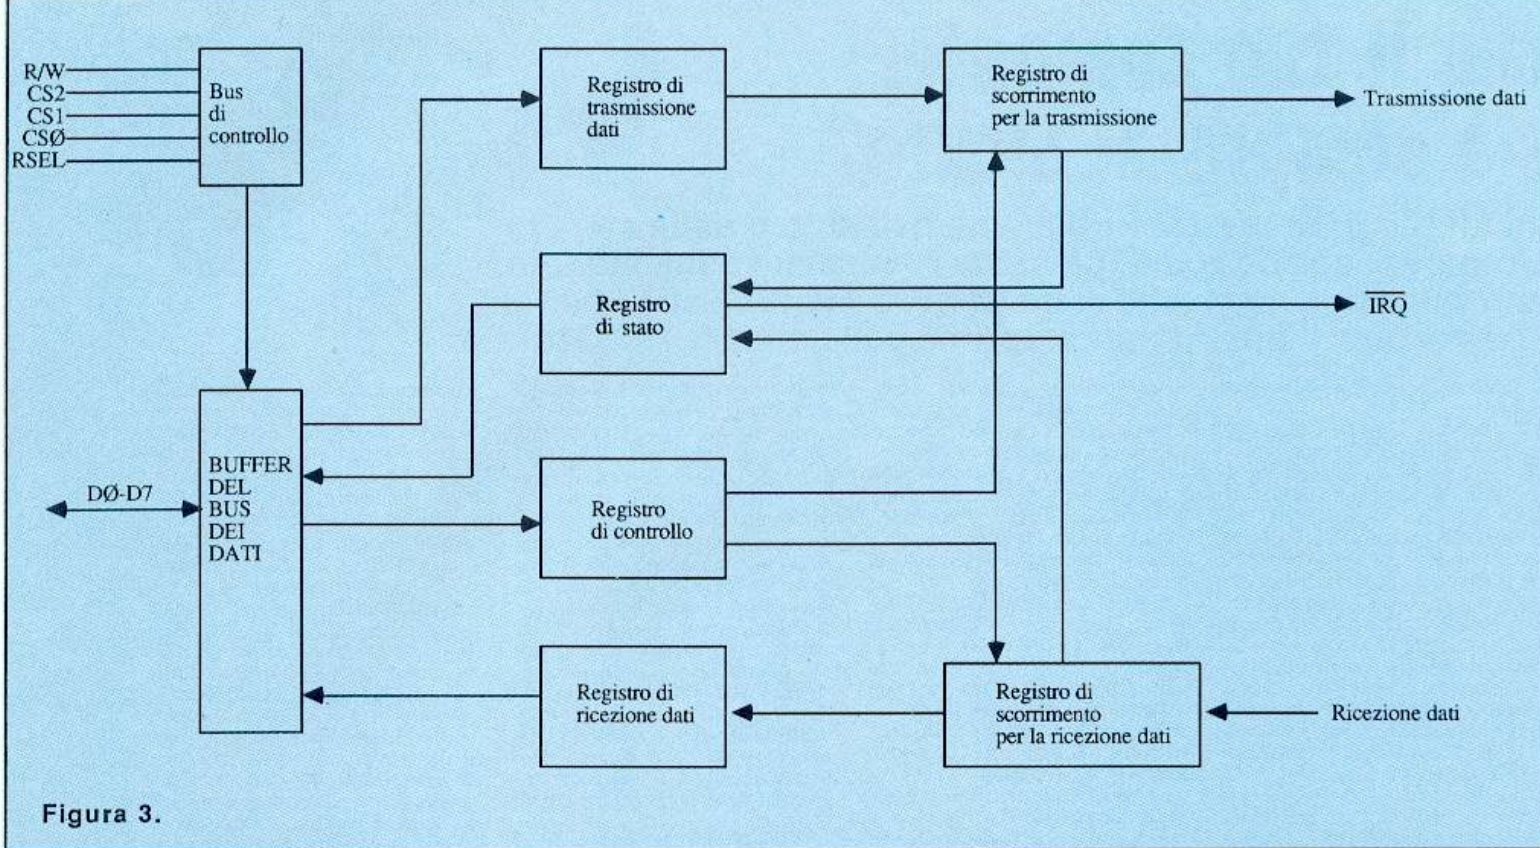 R/W
CS2
CS1
CSØ
RSEL
Bus
di
controllo
Registro di
trasmissione
dati
Registro di
scorrimento
per la trasmissione
Trasmissione dati
Registro
di stato
IRQ
BUFFER
DEL
BUS
DEI
DATI
DØ-D7
Registro
di controllo
Registro di
ricezione dati
Registro di
scorrimento
per la ricezione dati
Ricezione dati
Figura 3.